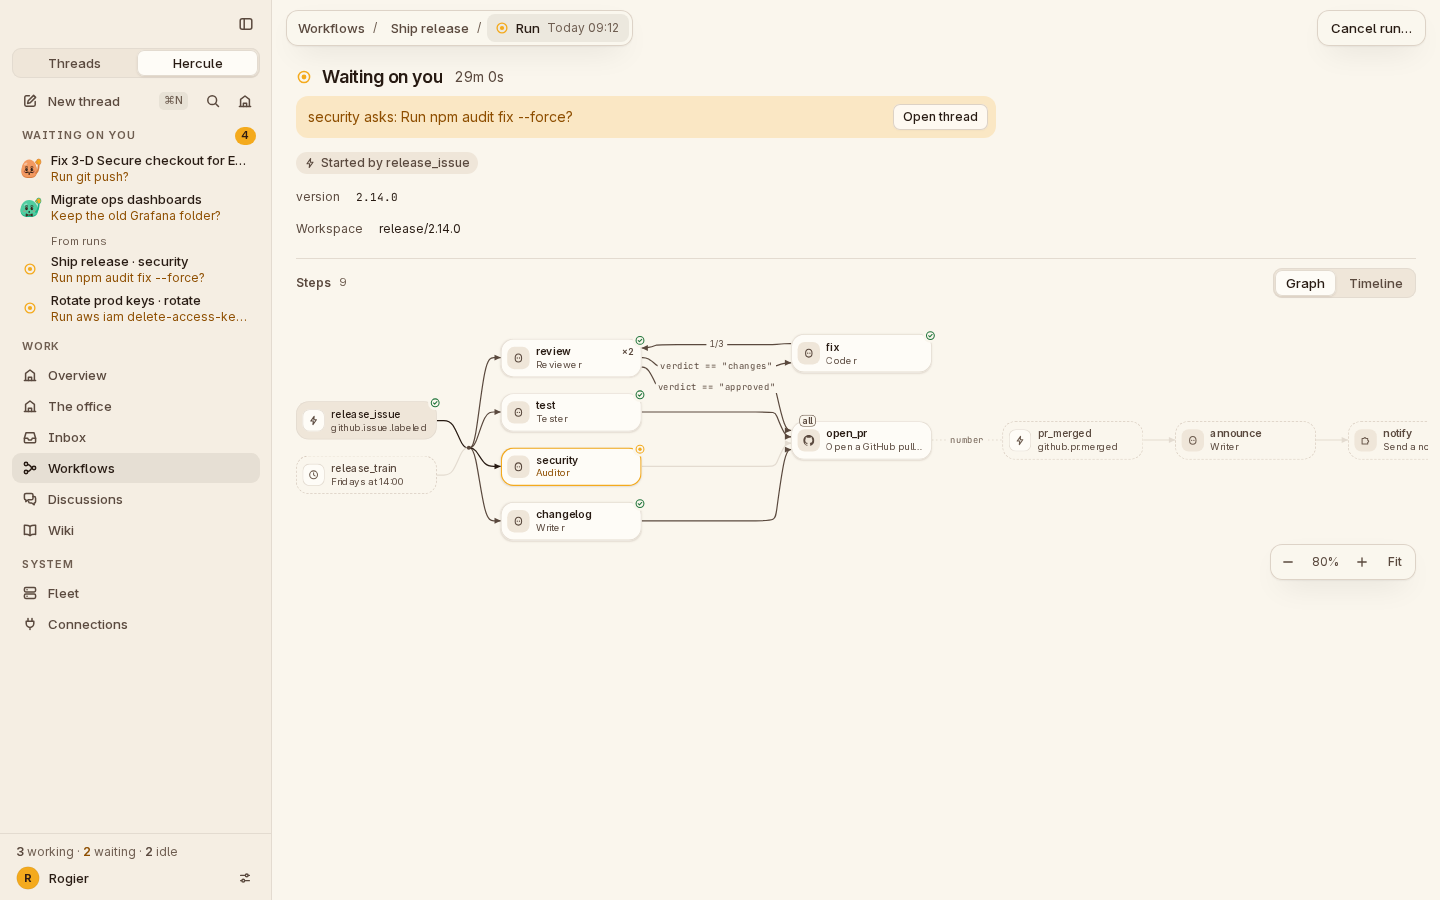 Workflows / Ship release / Run Today 09:12
Cancel run...
Threads
Hercule
New thread
⌘N
WAITING ON YOU
4
Fix 3-D Secure checkout for E...
Run git push?
Migrate ops dashboards
Keep the old Grafana folder?
From runs
Ship release · security
Run npm audit fix --force?
Rotate prod keys · rotate
Run aws iam delete-access-ke...
WORK
Overview
The office
Inbox
Workflows
Discussions
Wiki
SYSTEM
Fleet
Connections
3 working · 2 waiting · 2 idle
R
Rogier
Waiting on you 29m 0s
security asks: Run npm audit fix --force?
Open thread
Started by release_issue
version 2.14.0
Workspace release/2.14.0
Steps 9
Graph
Timeline
release_issue
github.issue.labeled
release_train
Fridays at 14:00
review ×2
Reviewer
test
Tester
security
Auditor
changelog
Writer
1/3
verdict == "changes"
verdict == "approved"
fix
Coder
all
open_pr
Open a GitHub pull...
number
pr_merged
github.pr.merged
announce
Writer
notify
Send a no
80%
Fit